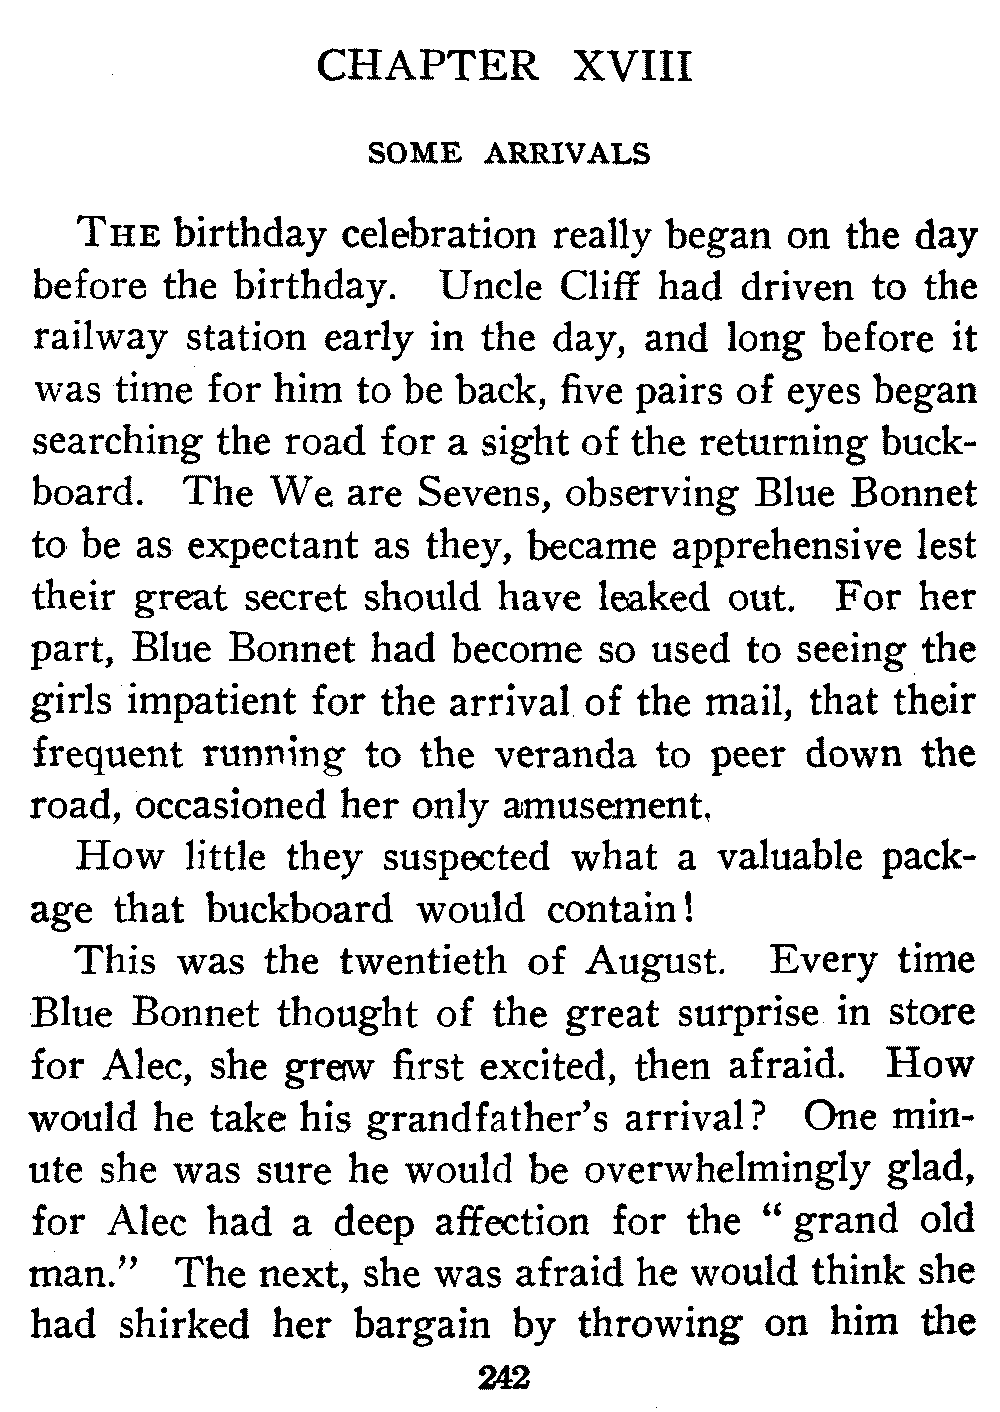 CHAPTER XVIII
SOME ARRIVALS
THE birthday celebration really began on the day
before the birthday. Uncle Cliff had driven to the
railway station early in the day, and long before it
was time for him to be back, five pairs of eyes began
searching the road for a sight of the returning buck-
board. The We are Sevens, observing Blue Bonnet
to be as expectant as they, became apprehensive lest
their great secret should have leaked out. For her
part, Blue Bonnet had become so used to seeing the
girls impatient for the arrival of the mail, that their
frequent running to the veranda to peer down the
road, occasioned her only amusement.
How little they suspected what a valuable pack-
age that buckboard would contain!
This was the twentieth of August. Every time
Blue Bonnet thought of the great surprise in store
for Alec, she grew first excited, then afraid. How
would he take his grandfather's arrival? One min-
ute she was sure he would be overwhelmingly glad,
for Alec had a deep affection for the "grand old
man." The next, she was afraid he would think she
had shirked her bargain by throwing on him the
242